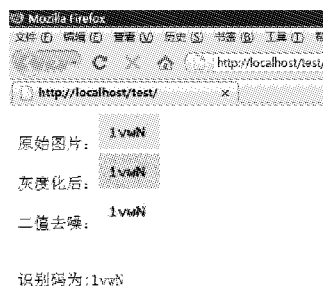 Mozilla Firefox
文件(F) 编辑(E) 查看(V) 历史(S) 书签(B) 工具(T)
http://localhost/test/
http://localhost/test/ ×
原始图片: 1vwN
灰度化后: 1vwN
二值去噪: 1vwN
识别码为:1vwN